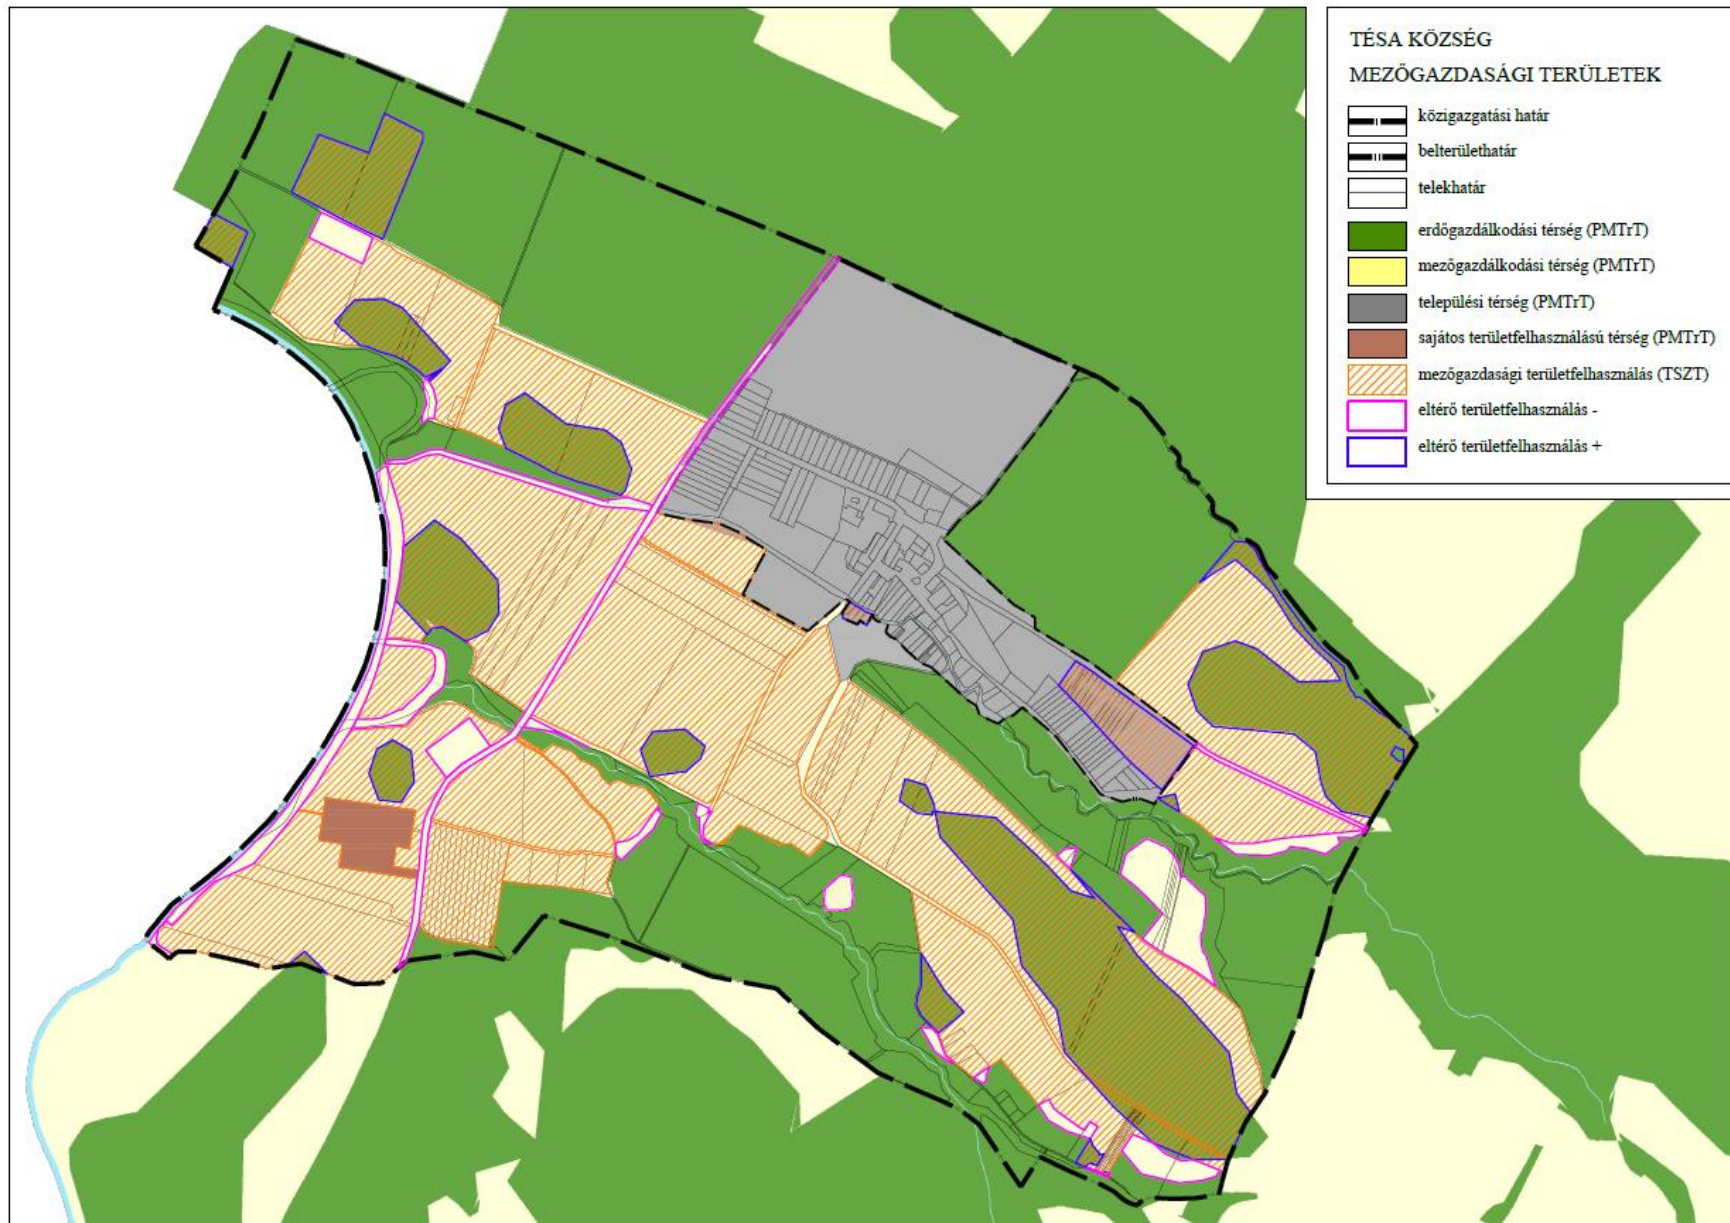 TÉSA KÖZSÉG
MEZŐGAZDASÁGI TERÜLETEK
közigazgatási határ
belterülethatár
telekhatár
erdőgazdálkodási térség (PMTrT)
mezőgazdálkodási térség (PMTrT)
települési térség (PMTrT)
sajátos területfelhasználású térség (PMTrT)
mezőgazdasági területfelhasználás (TSZT)
eltérő területfelhasználás -
eltérő területfelhasználás +